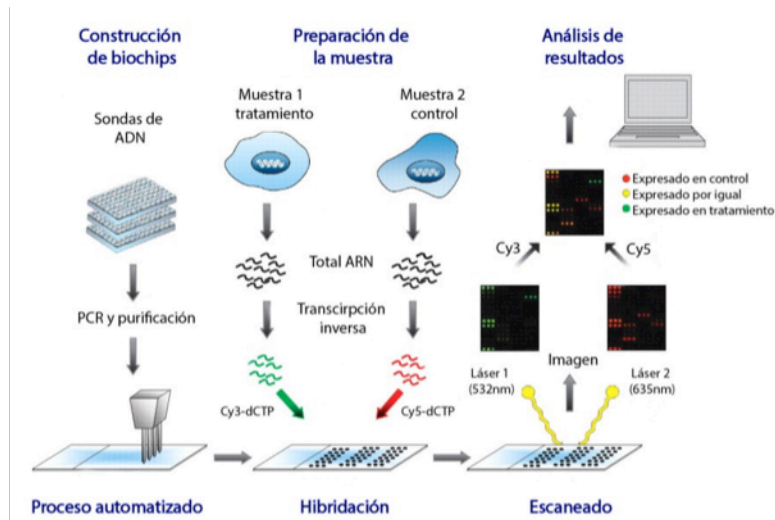 Construcción
de biochips
Preparación de
la muestra
Análisis de
resultados
Sondas de
ADN
Muestra 1
tratamiento
Muestra 2
control
Expresado en control
Expresado por igual
Expresado en tratamiento
Cy3
Cy5
Total ARN
PCR y purificación
Transcirpción
inversa
Imagen
Láser 1
(532nm)
Láser 2
(635nm)
Cy3-dCTP
Cy5-dCTP
Proceso automatizado
Hibridación
Escaneado